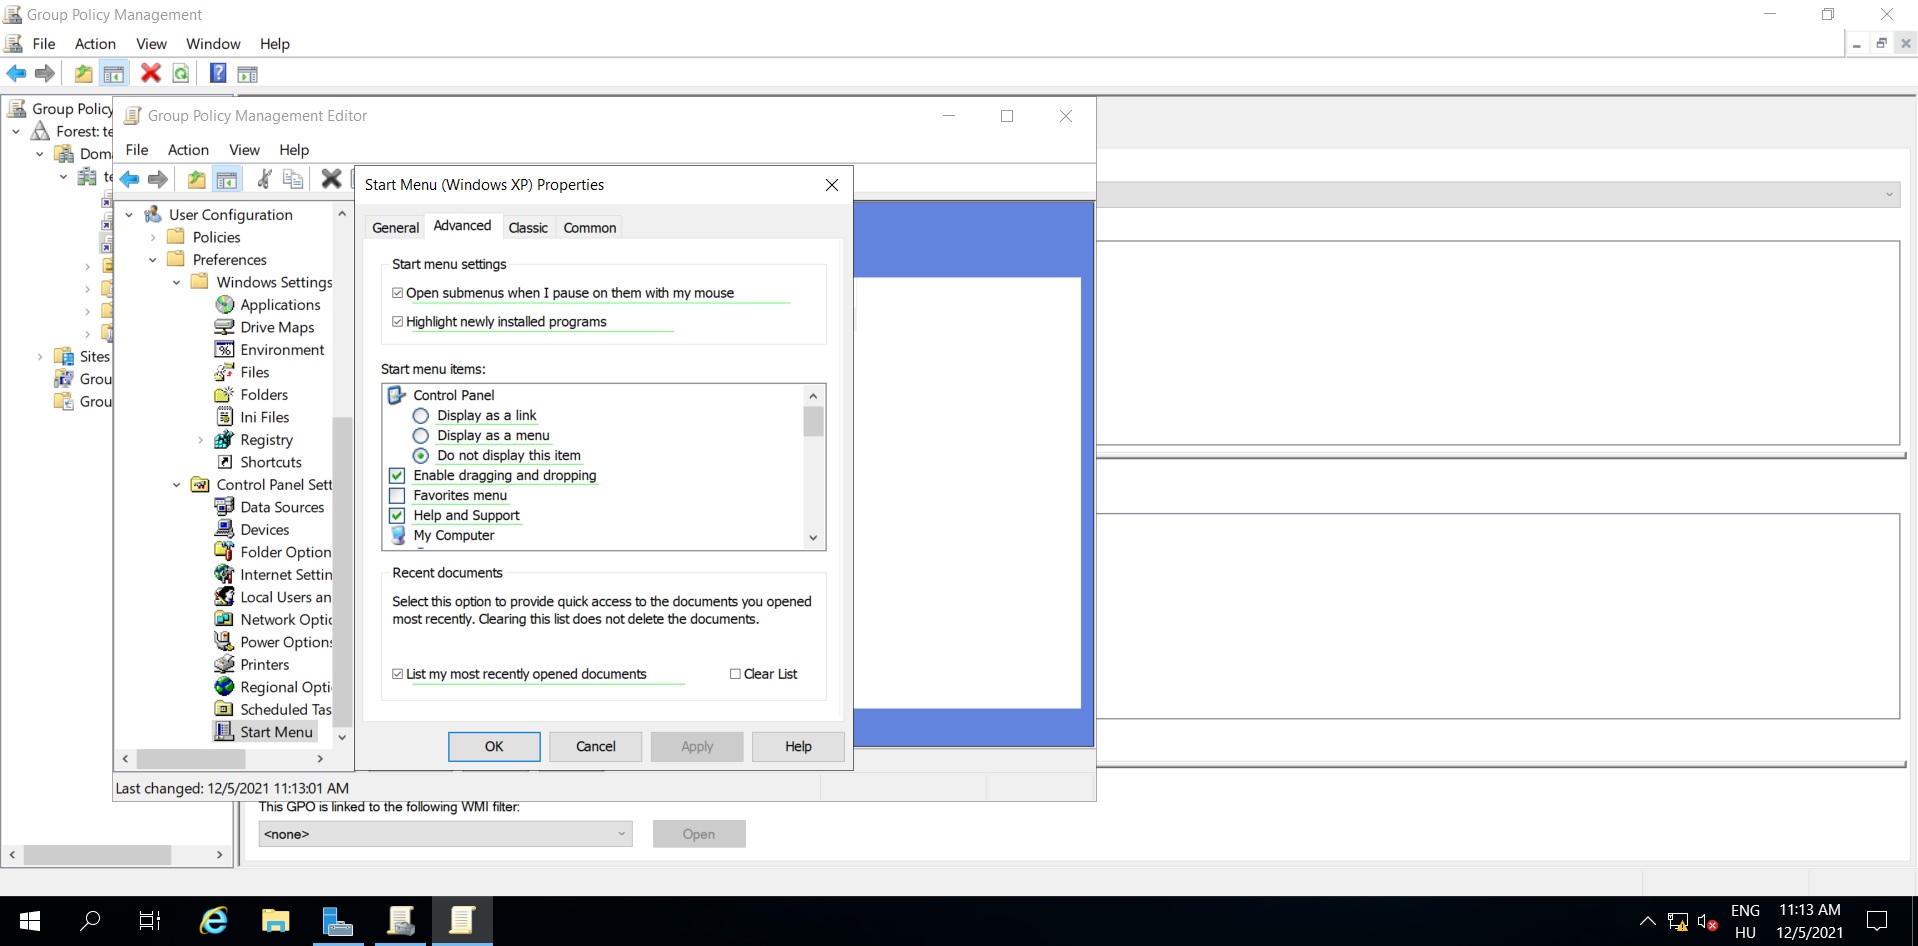 Group Policy Management
File Action View Window Help
Group Policy
Forest: te
Doma
te
Sites
Grou
Grou
Group Policy Management Editor
File Action View Help
User Configuration
Policies
Preferences
Windows Settings
Applications
Drive Maps
Environment
Files
Folders
Ini Files
Registry
Shortcuts
Control Panel Sett
Data Sources
Devices
Folder Option
Internet Settin
Local Users an
Network Optio
Power Options
Printers
Regional Opti
Scheduled Tas
Start Menu
Last changed: 12/5/2021 11:13:01 AM
Start Menu (Windows XP) Properties
General Advanced Classic Common
Start menu settings
Open submenus when I pause on them with my mouse
Highlight newly installed programs
Start menu items:
Control Panel
Display as a link
Display as a menu
Do not display this item
Enable dragging and dropping
Favorites menu
Help and Support
My Computer
Recent documents
Select this option to provide quick access to the documents you opened
most recently. Clearing this list does not delete the documents.
List my most recently opened documents Clear List
OK Cancel Apply Help
This GPO is linked to the following WMI filter:
<none> Open
ENG 11:13 AM
HU 12/5/2021